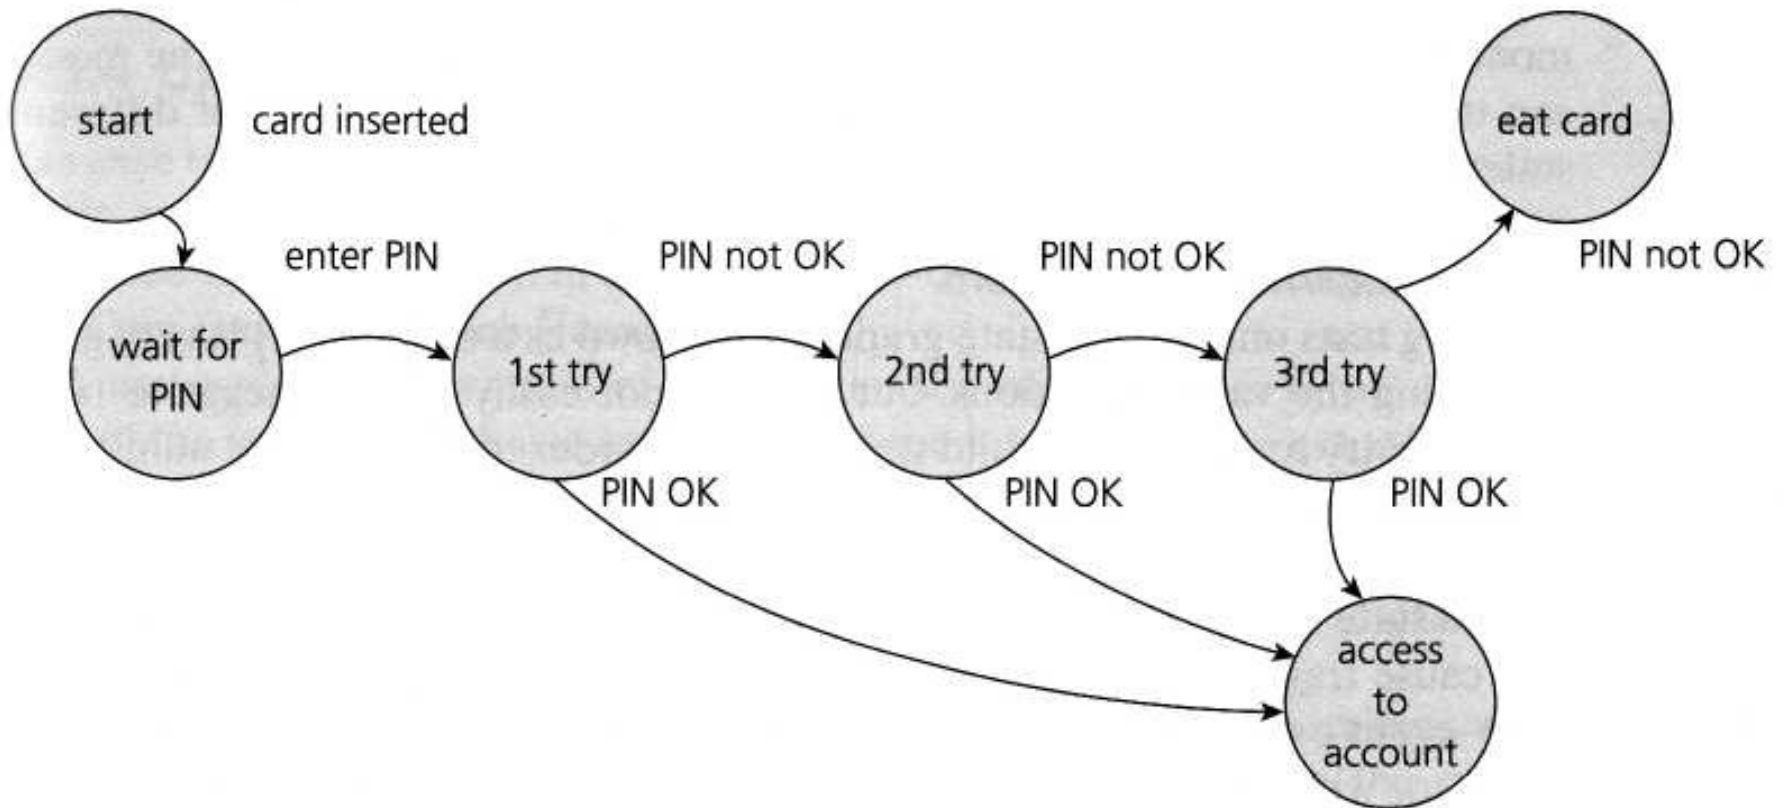 start
card inserted
eat card
enter PIN
PIN not OK
PIN not OK
PIN not OK
wait for
PIN
1st try
2nd try
3rd try
PIN OK
PIN OK
PIN OK
access
to
account